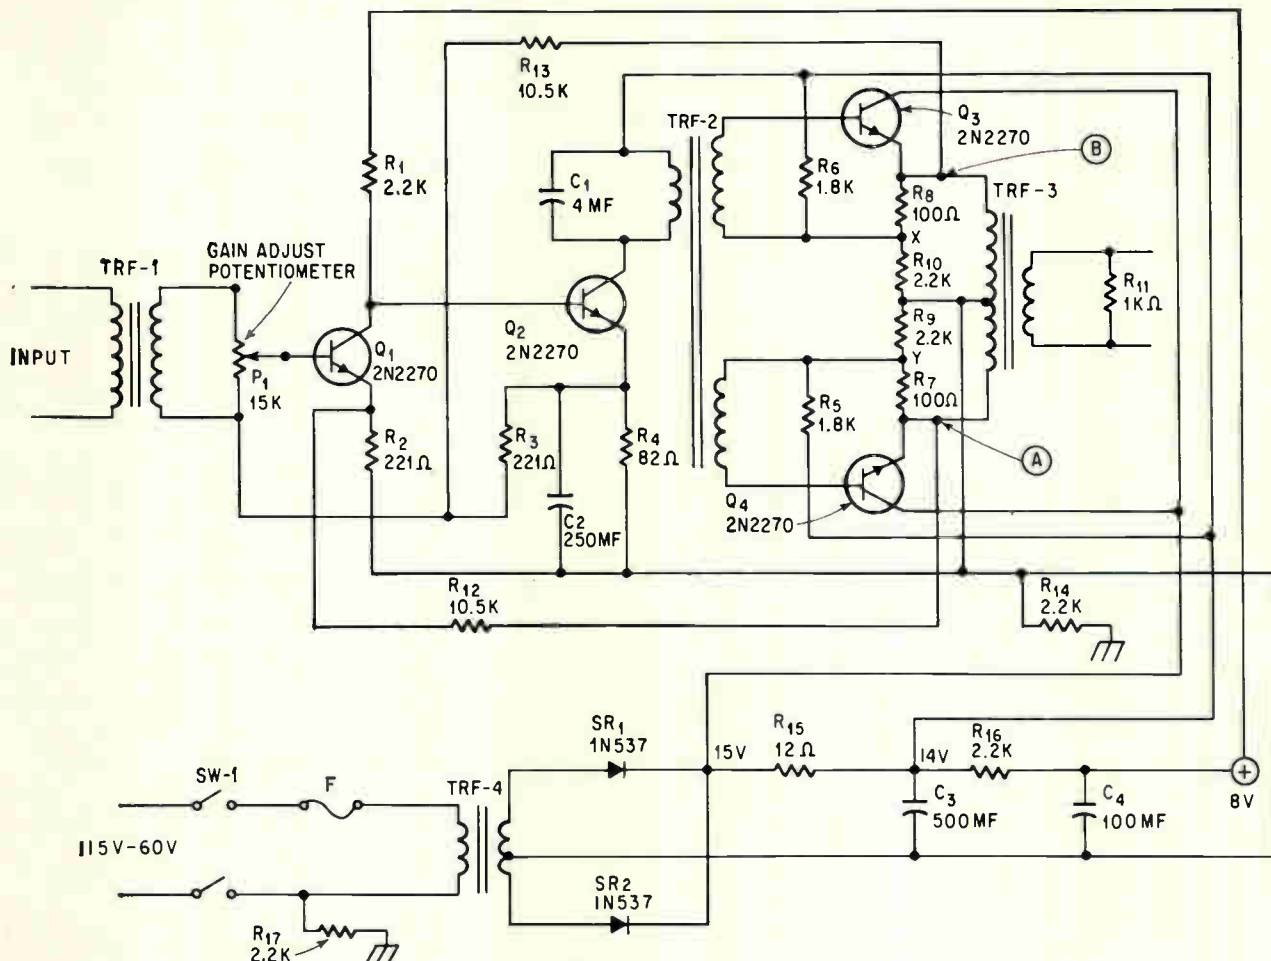 R13
10.5K
TRF-2
Q3
2N2270
B
R1
2.2K
C1
4MF
R6
1.8K
R8
100Ω
TRF-3
X
GAIN ADJUST
POTENTIOMETER
TRF-1
R10
2.2K
R11
1KΩ
INPUT
P1
15K
Q1
2N2270
Q2
2N2270
R9
2.2K
Y
R7
100Ω
R5
1.8K
R2
221Ω
R3
221Ω
R4
82Ω
A
C2
250MF
Q4
2N2270
R12
10.5K
R14
2.2K
SR1
1N537
15V
R15
12Ω
14V
R16
2.2K
SW-1
F
TRF-4
8V
C3
500MF
C4
100MF
115V-60V
SR2
1N537
R17
2.2K